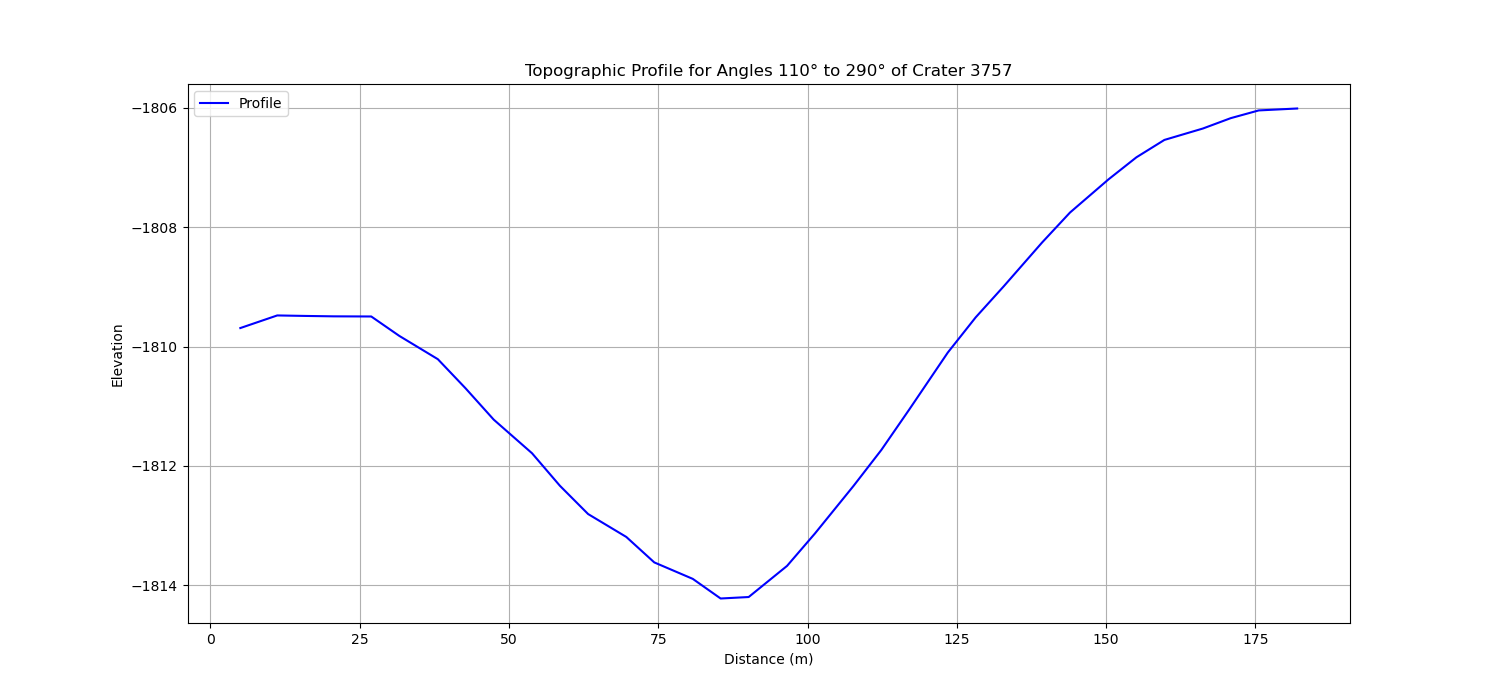 Topographic Profile for Angles 110° to 290° of Crater 3757
Profile
−1806
−1808
−1810
−1812
−1814
Elevation
0 25 50 75 100 125 150 175
Distance (m)